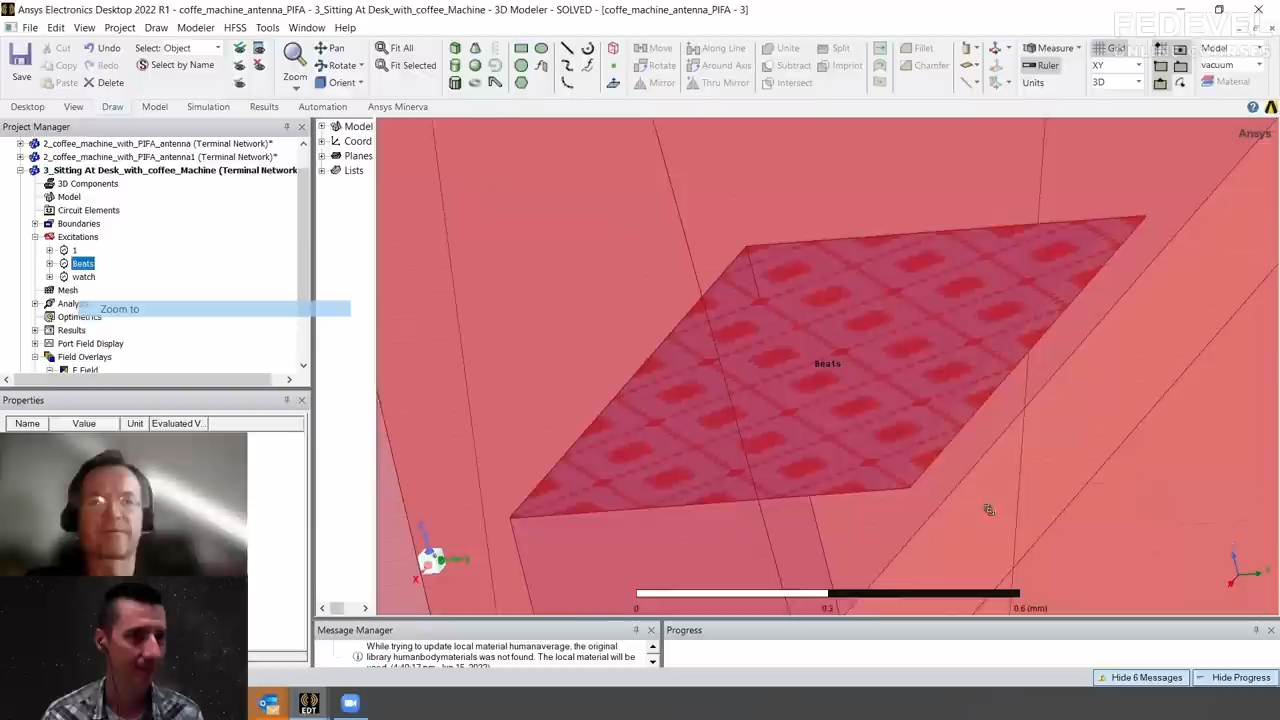 Ansys Electronics Desktop 2022 R1 - coffe_machine_antenna_PIFA - 3_Sitting At Desk_with_coffee_Machine - 3D Modeler - SOLVED - [coffe_machine_antenna_PIFA - 3]
FEDEVEL
File Edit View Project Draw Modeler HFSS Tools Window Help
Save
Cut
Copy
Paste
Undo
Redo
Delete
Select: Object
Select by Name
Zoom
Pan
Rotate
Orient
Fit All
Fit Selected
Move
Rotate
Mirror
Along Line
Around Axis
Thru Mirror
Unite
Subtract
Intersect
Split
Imprint
Fillet
Chamfer
Measure
Ruler
Units
Grid
XY
3D
Model
vacuum
Material
Desktop View Draw Model Simulation Results Automation Ansys Minerva
Project Manager
2_coffee_machine_with_PIFA_antenna (Terminal Network)*
2_coffee_machine_with_PIFA_antenna1 (Terminal Network)*
3_Sitting At Desk_with_coffee_Machine (Terminal Network
3D Components
Model
Circuit Elements
Boundaries
Excitations
1
Beats
watch
Mesh
Analys
Zoom to
Optimetrics
Results
Port Field Display
Field Overlays
E Field
Model
Coord
Planes
Lists
Ansys
Beats
0
0.3
0.6 (mm)
Properties
Name Value Unit Evaluated V...
Message Manager
While trying to update local material humanaverage, the original
library humanbodymaterials was not found. The local material will be
Progress
Hide 6 Messages
Hide Progress
EDT